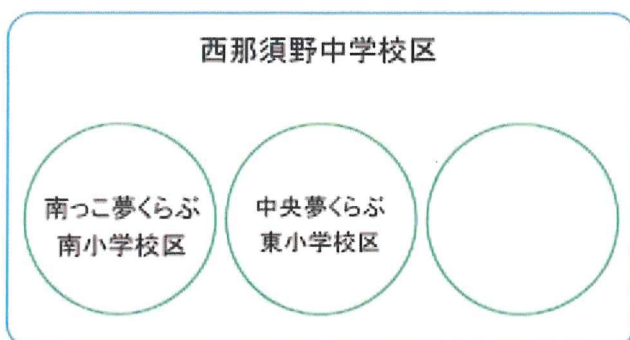 西那須野中学校区
南っこ夢くらぶ
南小学校区
中央夢くらぶ
東小学校区